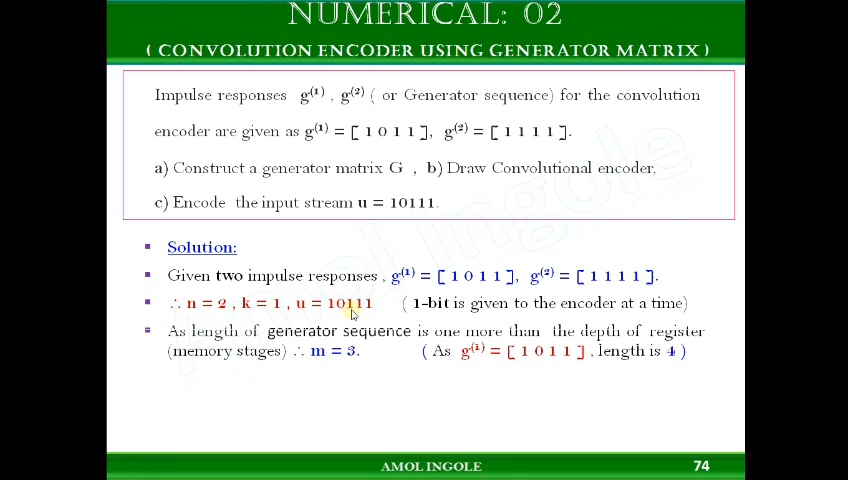 NUMERICAL: 02
( CONVOLUTION ENCODER USING GENERATOR MATRIX )
Impulse responses g⁽¹⁾ , g⁽²⁾ ( or Generator sequence) for the convolution
encoder are given as g⁽¹⁾ = [ 1 0 1 1 ], g⁽²⁾ = [ 1 1 1 1 ].
a) Construct a generator matrix G , b) Draw Convolutional encoder,
c) Encode the input stream u = 10111.
Amol Ingole
▪ Solution:
▪ Given two impulse responses , g⁽¹⁾ = [ 1 0 1 1 ], g⁽²⁾ = [ 1 1 1 1 ].
▪ ∴ n = 2 , k = 1 , u = 10111 ( 1-bit is given to the encoder at a time)
▪ As length of generator sequence is one more than the depth of register
(memory stages) ∴ m = 3. ( As g⁽¹⁾ = [ 1 0 1 1 ] , length is 4 )
AMOL INGOLE 74